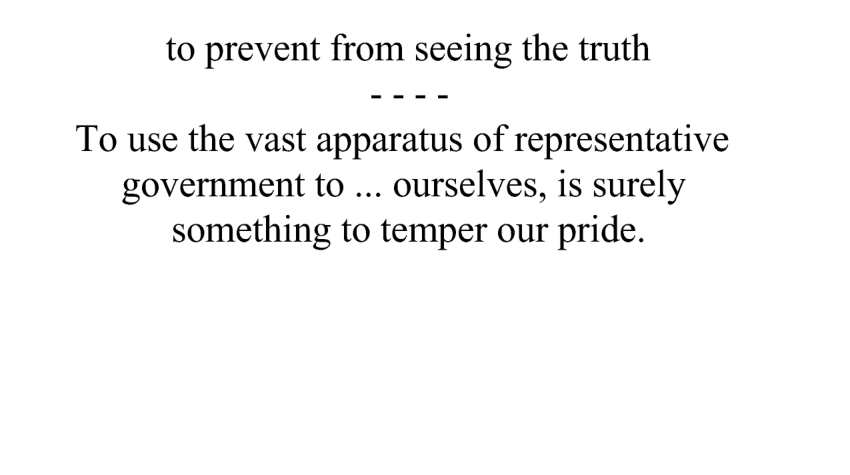 to prevent from seeing the truth
- - - -
To use the vast apparatus of representative
government to ... ourselves, is surely
something to temper our pride.